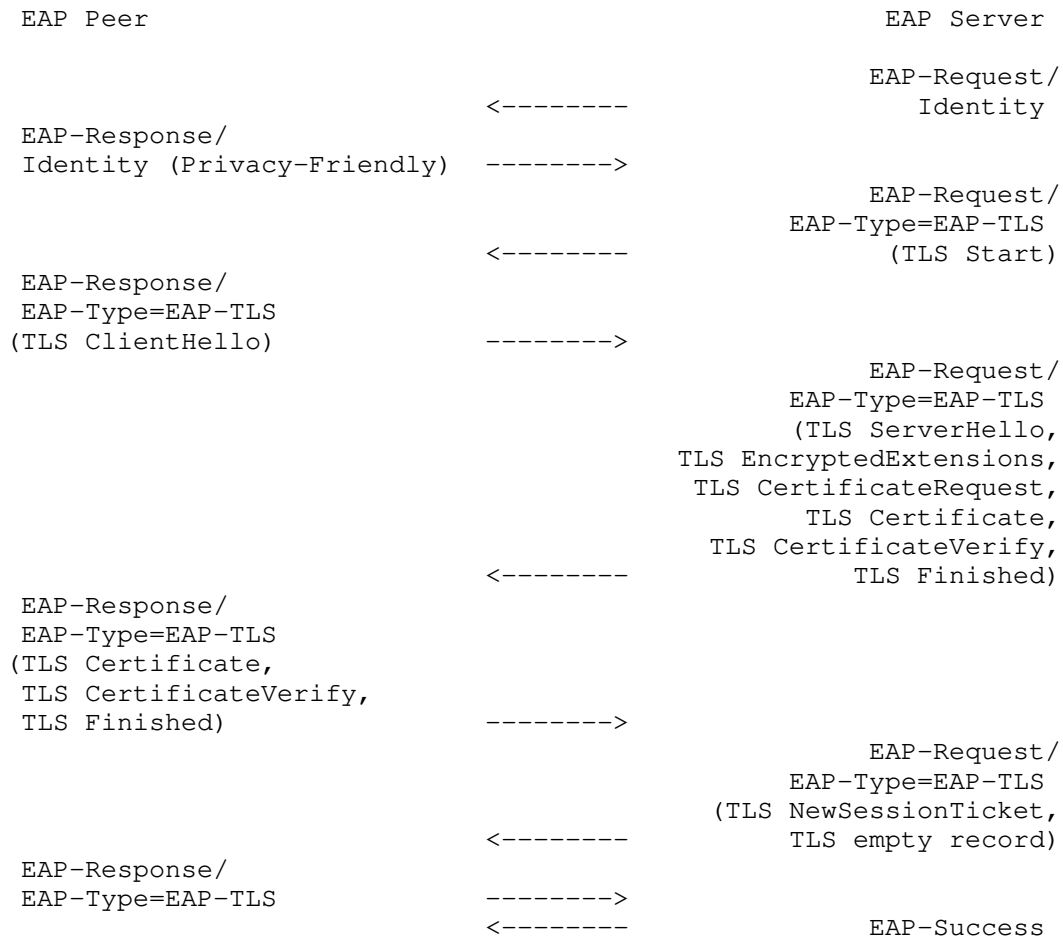 EAP Peer                                                EAP Server

                                                      EAP-Request/
                              <--------                   Identity
EAP-Response/
Identity (Privacy-Friendly)   -------->
                                                      EAP-Request/
                                                 EAP-Type=EAP-TLS
                              <--------                (TLS Start)
EAP-Response/
EAP-Type=EAP-TLS
(TLS ClientHello)             -------->
                                                      EAP-Request/
                                                 EAP-Type=EAP-TLS
                                                 (TLS ServerHello,
                                          TLS EncryptedExtensions,
                                           TLS CertificateRequest,
                                                  TLS Certificate,
                                            TLS CertificateVerify,
                              <--------              TLS Finished)
EAP-Response/
EAP-Type=EAP-TLS
(TLS Certificate,
TLS CertificateVerify,
TLS Finished)                 -------->
                                                      EAP-Request/
                                                 EAP-Type=EAP-TLS
                                            (TLS NewSessionTicket,
                              <--------          TLS empty record)
EAP-Response/
EAP-Type=EAP-TLS              -------->
                              <--------                EAP-Success